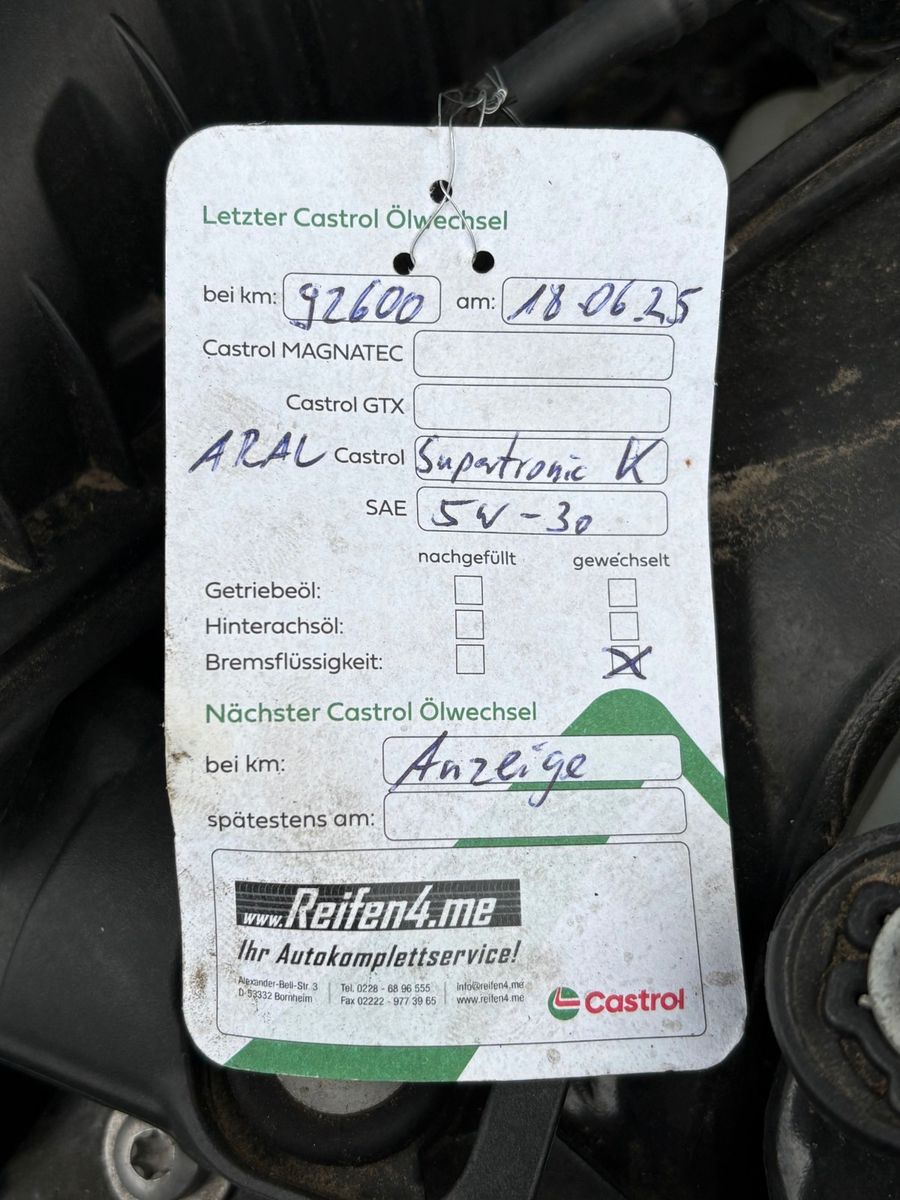 Letzter Castrol Ölwechsel
bei km: 92600 am: 18.06.25
Castrol MAGNATEC
Castrol GTX
ARAL Castrol Supertronic K
SAE 5W-30
nachgefüllt gewechselt
Getriebeöl:
Hinterachsöl:
Bremsflüssigkeit: X
Nächster Castrol Ölwechsel
bei km: Anzeige
spätestens am:
www.Reifen4.me
Ihr Autokomplettservice!
Alexander-Bell-Str. 3 Tel. 0228 - 68 96 555 info@reifen4.me
D-53332 Bornheim Fax 02222 - 977 39 65 www.reifen4.me
Castrol